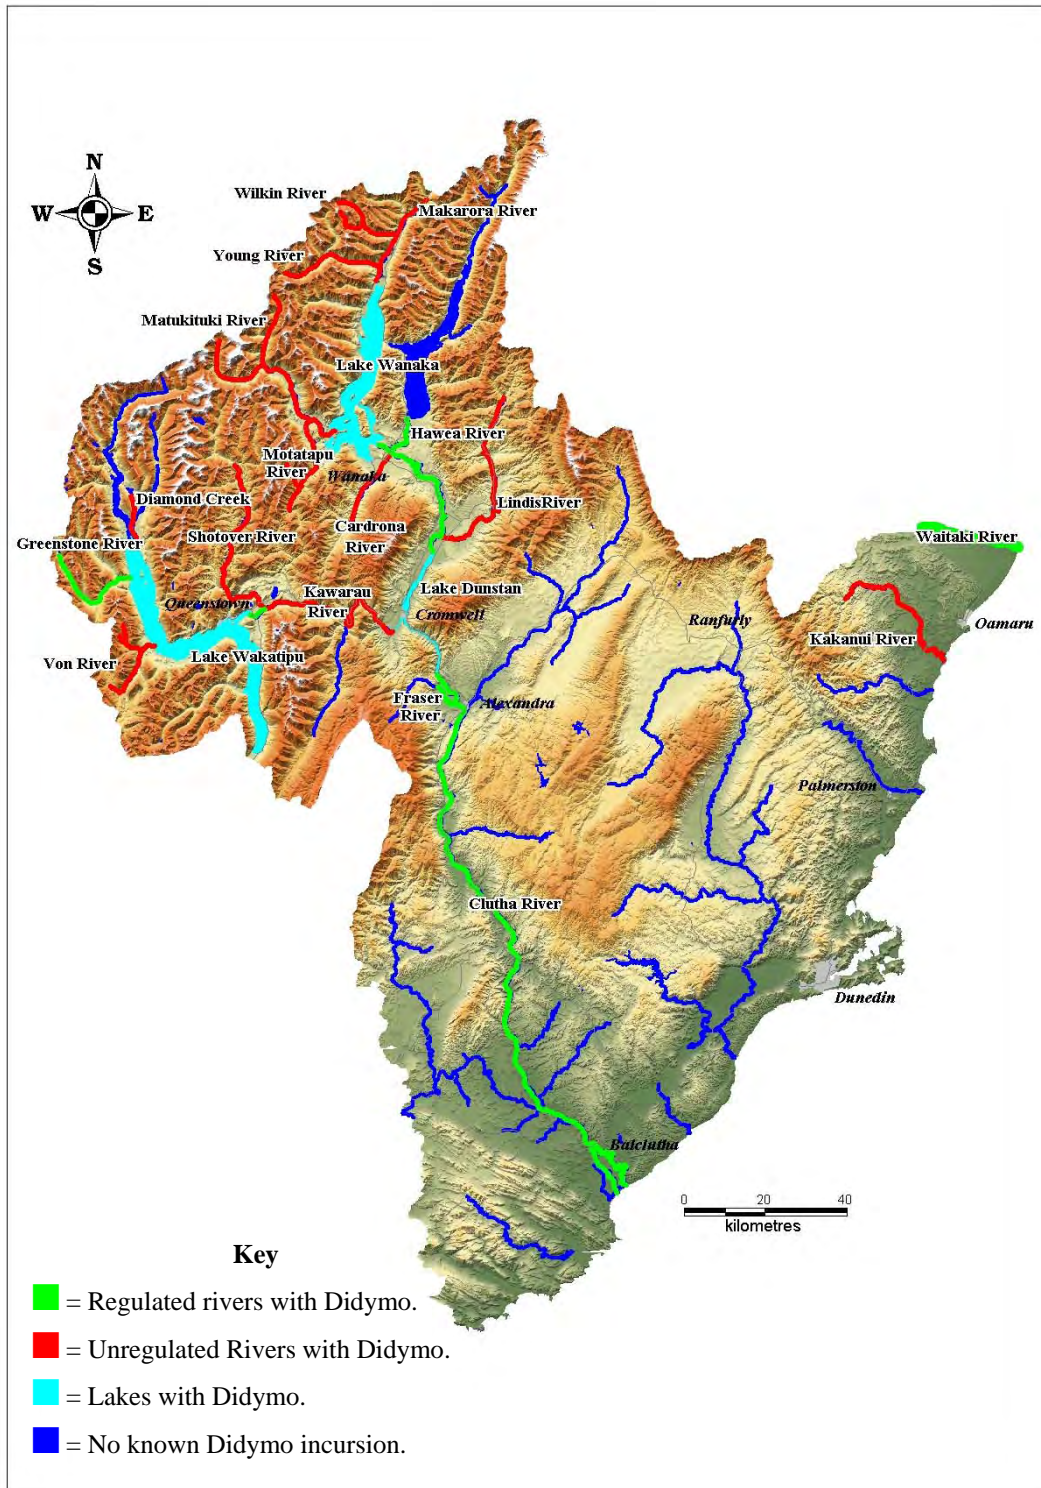 N
W E
S
Wilkin River
Makarora River
Young River
Matukituki River
Lake Wanaka
Hawea River
Motatapu
River
Wanaka
Diamond Creek
LindisRiver
Cardrona
River
Shotover River
Greenstone River
Waitaki River
Lake Dunstan
Kawarau
River
Queenstown
Cromwell
Ranfurly
Oamaru
Kakanui River
Lake Wakatipu
Von River
Fraser
River
Alexandra
Palmerston
Clutha River
Dunedin
Balclutha
0 20 40
kilometres
Key
= Regulated rivers with Didymo.
= Unregulated Rivers with Didymo.
= Lakes with Didymo.
= No known Didymo incursion.